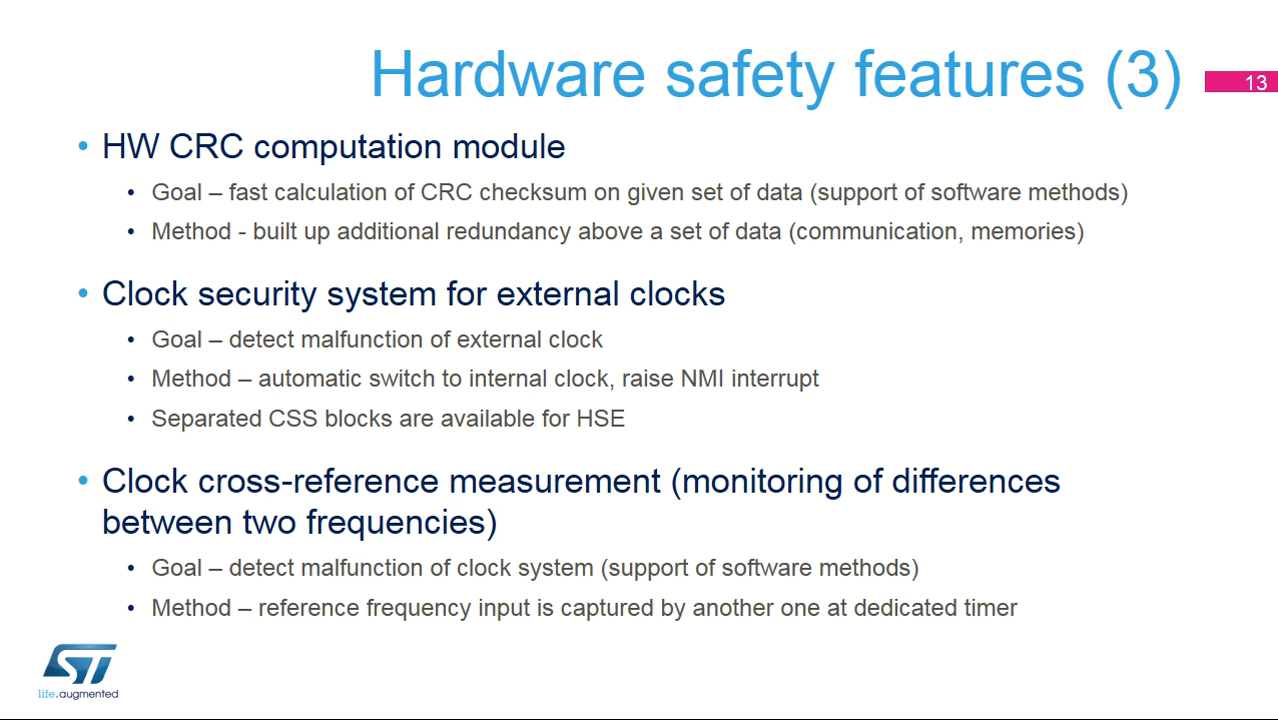 Hardware safety features (3)
13
• HW CRC computation module
• Goal – fast calculation of CRC checksum on given set of data (support of software methods)
• Method - built up additional redundancy above a set of data (communication, memories)
• Clock security system for external clocks
• Goal – detect malfunction of external clock
• Method – automatic switch to internal clock, raise NMI interrupt
• Separated CSS blocks are available for HSE
• Clock cross-reference measurement (monitoring of differences
between two frequencies)
• Goal – detect malfunction of clock system (support of software methods)
• Method – reference frequency input is captured by another one at dedicated timer
ST
life.augmented